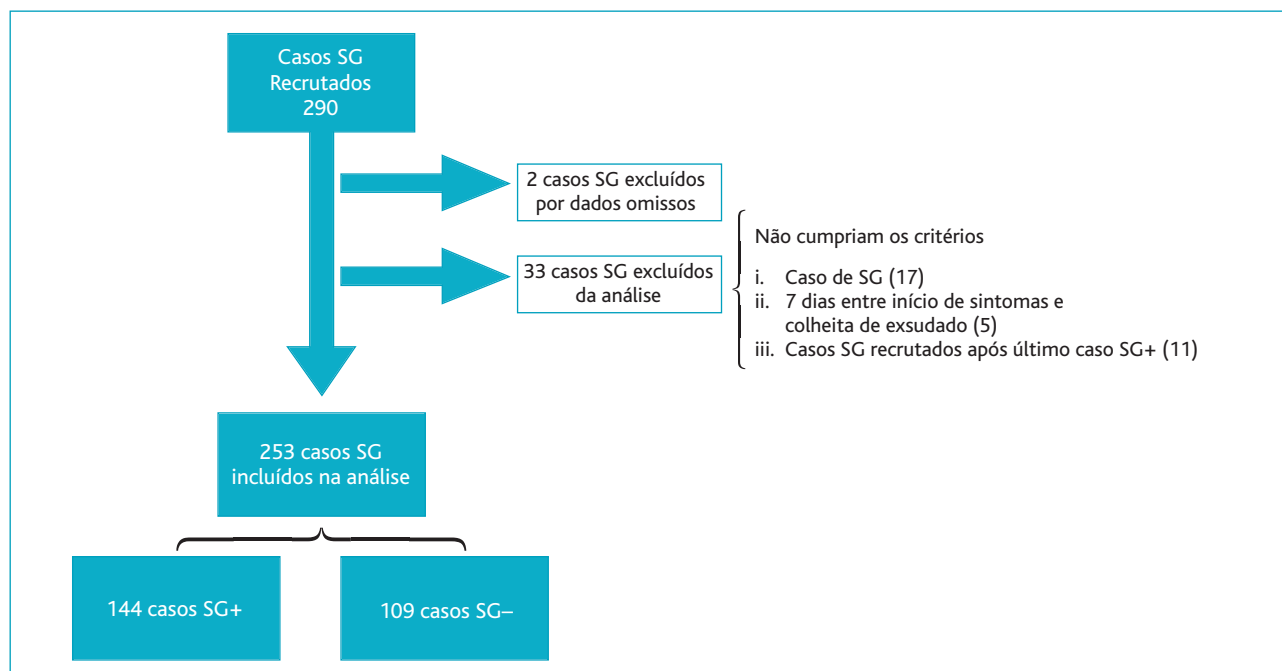 Casos SG
Recrutados
290
2 casos SG excluídos
por dados omissos
33 casos SG excluídos
da análise
Não cumpriam os critérios
i. Caso de SG (17)
ii. 7 dias entre início de sintomas e
colheita de exsudado (5)
iii. Casos SG recrutados após último caso SG+ (11)
253 casos SG
incluídos na análise
144 casos SG+
109 casos SG–